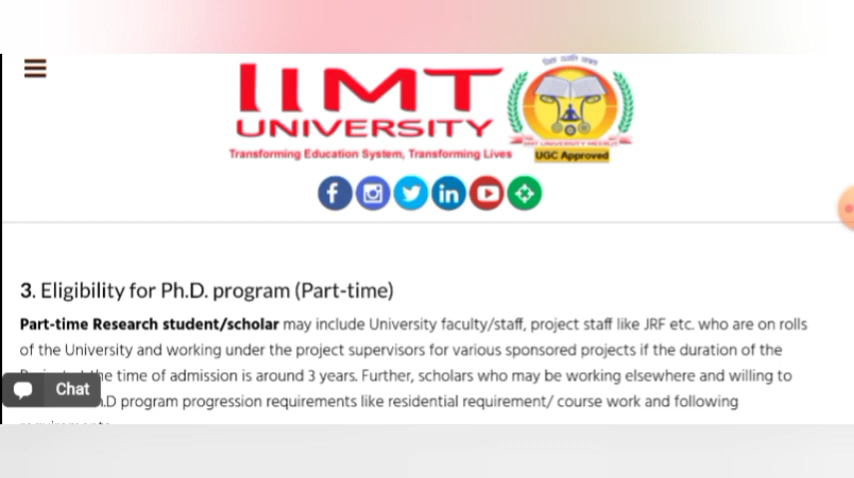 IIMT
UNIVERSITY
Transforming Education System, Transforming Lives
UGC Approved
3. Eligibility for Ph.D. program (Part-time)
Part-time Research student/scholar may include University faculty/staff, project staff like JRF etc. who are on rolls
of the University and working under the project supervisors for various sponsored projects if the duration of the
the time of admission is around 3 years. Further, scholars who may be working elsewhere and willing to
Chat
.D program progression requirements like residential requirement/ course work and following